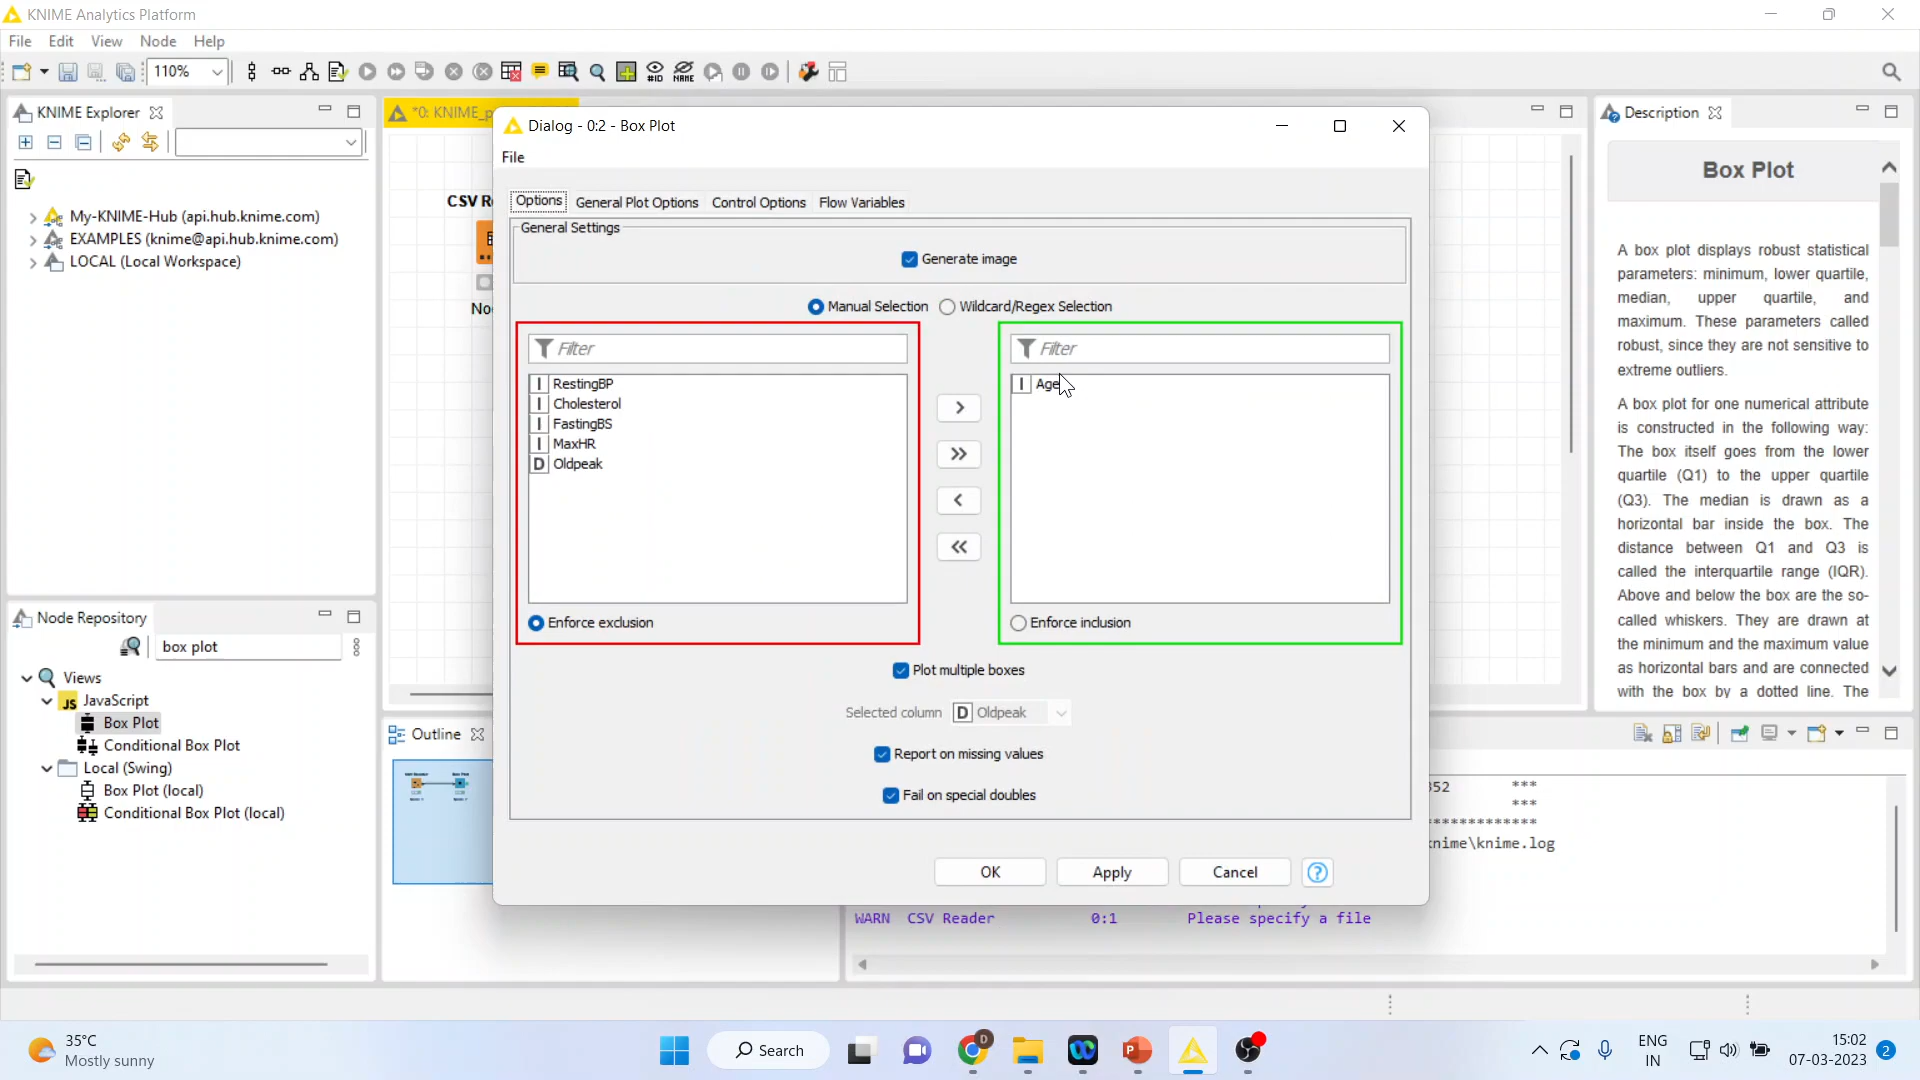 KNIME Analytics Platform
File Edit View Node Help
110%
#ID
NAME
KNIME Explorer
My-KNIME-Hub (api.hub.knime.com)
EXAMPLES (knime@api.hub.knime.com)
LOCAL (Local Workspace)
Node Repository
box plot
Views
JS JavaScript
Box Plot
Conditional Box Plot
Local (Swing)
Box Plot (local)
Conditional Box Plot (local)
*0: KNIME_p
CSV R
No
Outline
Dialog - 0:2 - Box Plot
File
Options General Plot Options Control Options Flow Variables
General Settings
Generate image
Manual Selection Wildcard/Regex Selection
Filter
I RestingBP
I Cholesterol
I FastingBS
I MaxHR
D Oldpeak
Enforce exclusion
>
>>
<
<<
Filter
I Age
Enforce inclusion
Plot multiple boxes
Selected column D Oldpeak
Report on missing values
Fail on special doubles
OK Apply Cancel ?
Description
Box Plot
A box plot displays robust statistical
parameters: minimum, lower quartile,
median, upper quartile, and
maximum. These parameters called
robust, since they are not sensitive to
extreme outliers.
A box plot for one numerical attribute
is constructed in the following way:
The box itself goes from the lower
quartile (Q1) to the upper quartile
(Q3). The median is drawn as a
horizontal bar inside the box. The
distance between Q1 and Q3 is
called the interquartile range (IQR).
Above and below the box are the so-
called whiskers. They are drawn at
the minimum and the maximum value
as horizontal bars and are connected
with the box by a dotted line. The
352 ***
***
*************
knime\knime.log
WARN CSV Reader 0:1 Please specify a file
35°C
Mostly sunny
Search
D
P
ENG
IN
15:02
07-03-2023
2